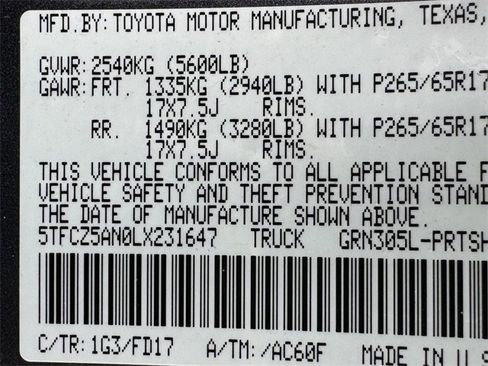 MFD.BY: TOYOTA MOTOR MANUFACTURING, TEXAS,
GVWR: 2540KG (5600LB)
GAWR: FRT. 1335KG (2940LB) WITH P265/65R17
17X7.5J RIMS.
RR. 1490KG (3280LB) WITH P265/65R17
17X7.5J RIMS.
THIS VEHICLE CONFORMS TO ALL APPLICABLE F
VEHICLE SAFETY AND THEFT PREVENTION STAND
THE DATE OF MANUFACTURE SHOWN ABOVE.
5TFCZ5AN0LX231647 TRUCK GRN305L-PRTSH
C/TR: 1G3/FD17 A/TM: /AC60F MADE IN U S